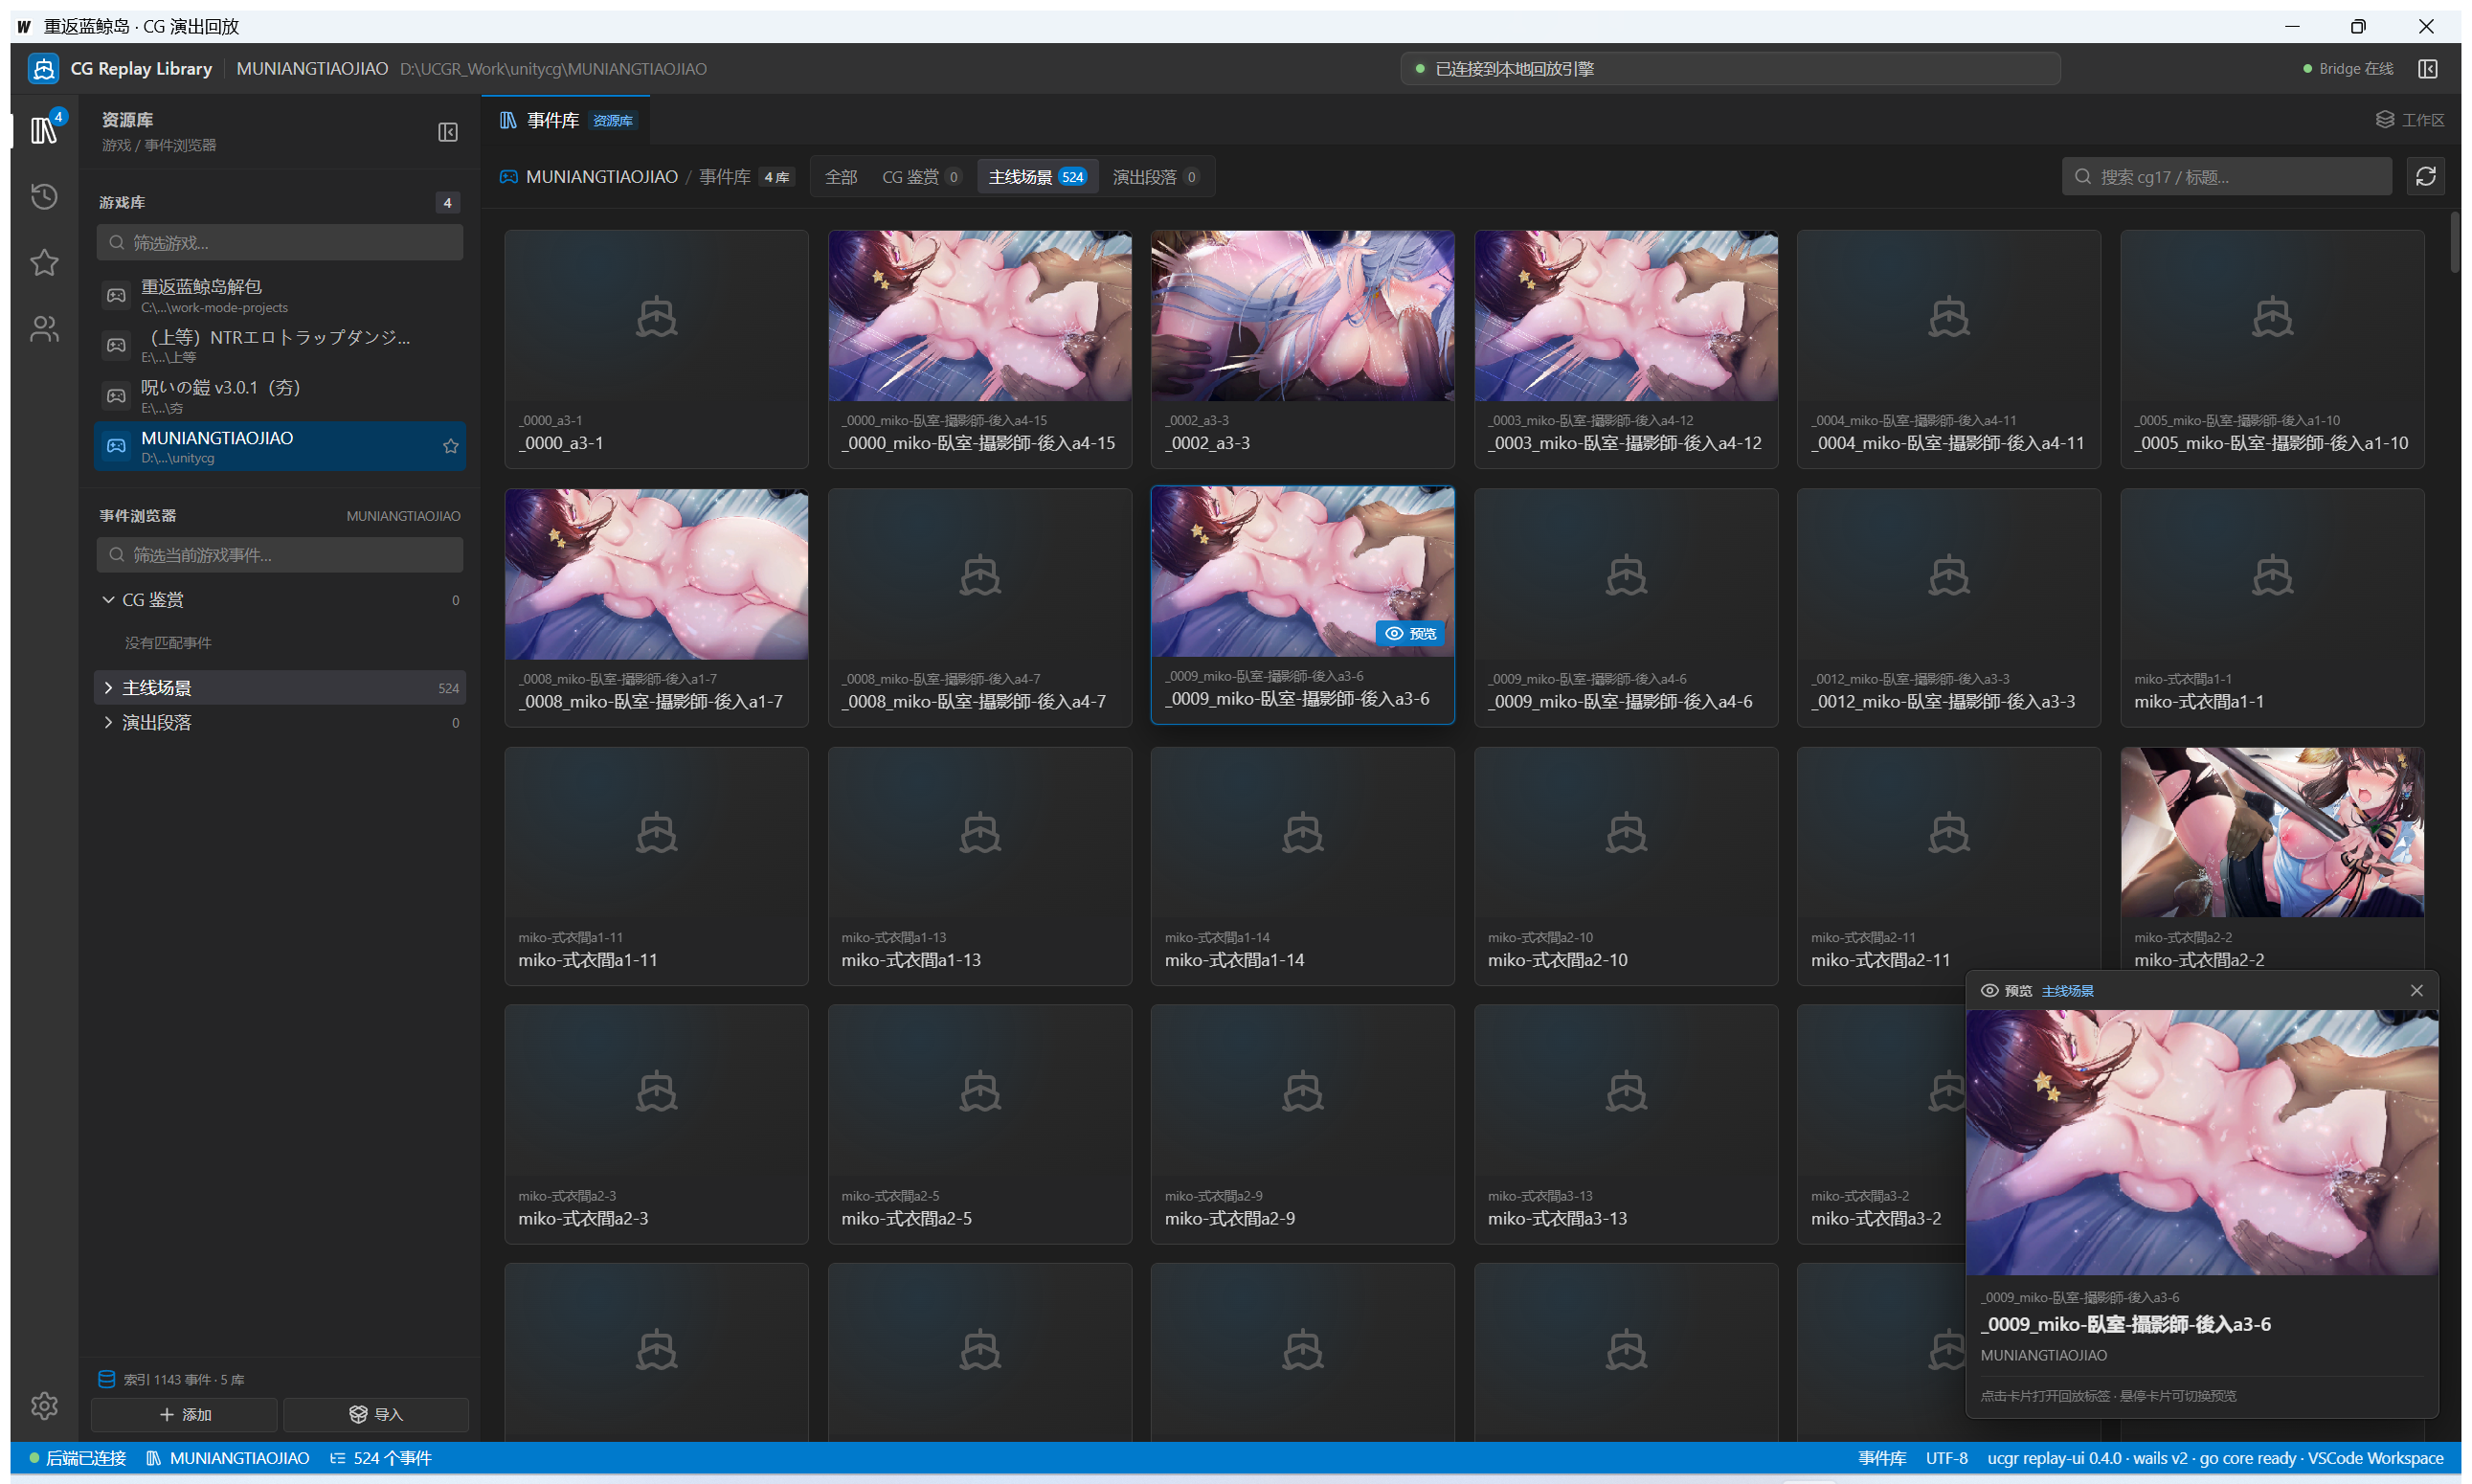 W 重返蓝鲸岛 · CG 演出回放
CG Replay Library MUNIANGTIAOJIAO D:\UCGR_Work\unitycg\MUNIANGTIAOJIAO
已连接到本地回放引擎
Bridge 在线
4
资源库
游戏 / 事件浏览器
游戏库 4
筛选游戏...
重返蓝鲸岛解包
C:\...\work-mode-projects
（上等）NTRエロトラップダンジ...
E:\...\上等
呪いの鎧 v3.0.1（夯）
E:\...\夯
MUNIANGTIAOJIAO
D:\...\unitycg
事件浏览器 MUNIANGTIAOJIAO
筛选当前游戏事件...
CG 鉴赏 0
没有匹配事件
主线场景 524
演出段落 0
索引 1143 事件 · 5 库
添加 导入
事件库 资源库
工作区
MUNIANGTIAOJIAO / 事件库 4 库 全部 CG 鉴赏 0 主线场景 524 演出段落 0
搜索 cg17 / 标题...
_0000_a3-1
_0000_a3-1
_0000_miko-臥室-攝影師-後入a4-15
_0000_miko-臥室-攝影師-後入a4-15
_0002_a3-3
_0002_a3-3
_0003_miko-臥室-攝影師-後入a4-12
_0003_miko-臥室-攝影師-後入a4-12
_0004_miko-臥室-攝影師-後入a4-11
_0004_miko-臥室-攝影師-後入a4-11
_0005_miko-臥室-攝影師-後入a1-10
_0005_miko-臥室-攝影師-後入a1-10
_0008_miko-臥室-攝影師-後入a1-7
_0008_miko-臥室-攝影師-後入a1-7
_0008_miko-臥室-攝影師-後入a4-7
_0008_miko-臥室-攝影師-後入a4-7
预览
_0009_miko-臥室-攝影師-後入a3-6
_0009_miko-臥室-攝影師-後入a3-6
_0009_miko-臥室-攝影師-後入a4-6
_0009_miko-臥室-攝影師-後入a4-6
_0012_miko-臥室-攝影師-後入a3-3
_0012_miko-臥室-攝影師-後入a3-3
miko-式衣間a1-1
miko-式衣間a1-1
miko-式衣間a1-11
miko-式衣間a1-11
miko-式衣間a1-13
miko-式衣間a1-13
miko-式衣間a1-14
miko-式衣間a1-14
miko-式衣間a2-10
miko-式衣間a2-10
miko-式衣間a2-11
miko-式衣間a2-11
miko-式衣間a2-2
miko-式衣間a2-2
miko-式衣間a2-3
miko-式衣間a2-3
miko-式衣間a2-5
miko-式衣間a2-5
miko-式衣間a2-9
miko-式衣間a2-9
miko-式衣間a3-13
miko-式衣間a3-13
miko-式衣間a3-2
miko-式衣間a3-2
预览 主线场景
_0009_miko-臥室-攝影師-後入a3-6
_0009_miko-臥室-攝影師-後入a3-6
MUNIANGTIAOJIAO
点击卡片打开回放标签 · 悬停卡片可切换预览
后端已连接 MUNIANGTIAOJIAO 524 个事件
事件库 UTF-8 ucgr replay-ui 0.4.0 · wails v2 · go core ready · VSCode Workspace